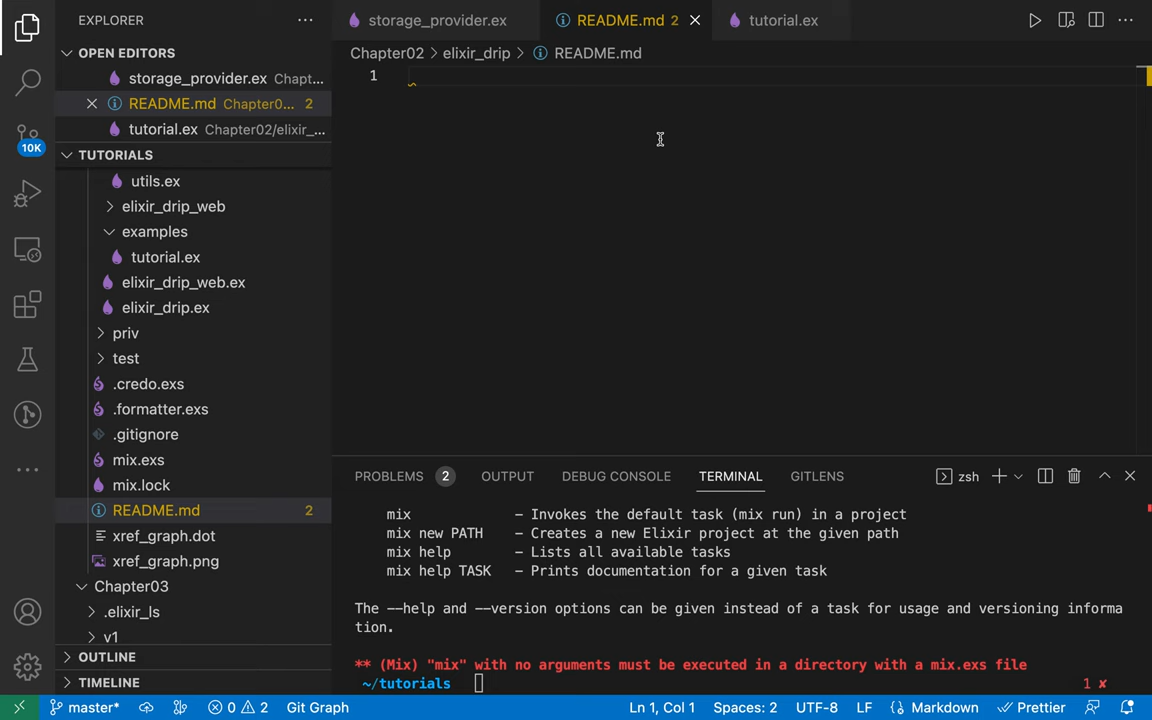 EXPLORER
OPEN EDITORS
storage_provider.ex Chapt...
README.md Chapter0... 2
tutorial.ex Chapter02/elixir_...
TUTORIALS
utils.ex
elixir_drip_web
examples
tutorial.ex
elixir_drip_web.ex
elixir_drip.ex
priv
test
.credo.exs
.formatter.exs
.gitignore
mix.exs
mix.lock
README.md 2
xref_graph.dot
xref_graph.png
Chapter03
.elixir_ls
v1
OUTLINE
TIMELINE
10K
storage_provider.ex README.md 2 tutorial.ex
Chapter02 > elixir_drip > README.md
1
PROBLEMS 2 OUTPUT DEBUG CONSOLE TERMINAL GITLENS zsh
mix – Invokes the default task (mix run) in a project
mix new PATH – Creates a new Elixir project at the given path
mix help – Lists all available tasks
mix help TASK – Prints documentation for a given task
The --help and --version options can be given instead of a task for usage and versioning informa
tion.
** (Mix) "mix" with no arguments must be executed in a directory with a mix.exs file
~/tutorials 1 ✘
master* 0 2 Git Graph Ln 1, Col 1 Spaces: 2 UTF-8 LF Markdown Prettier